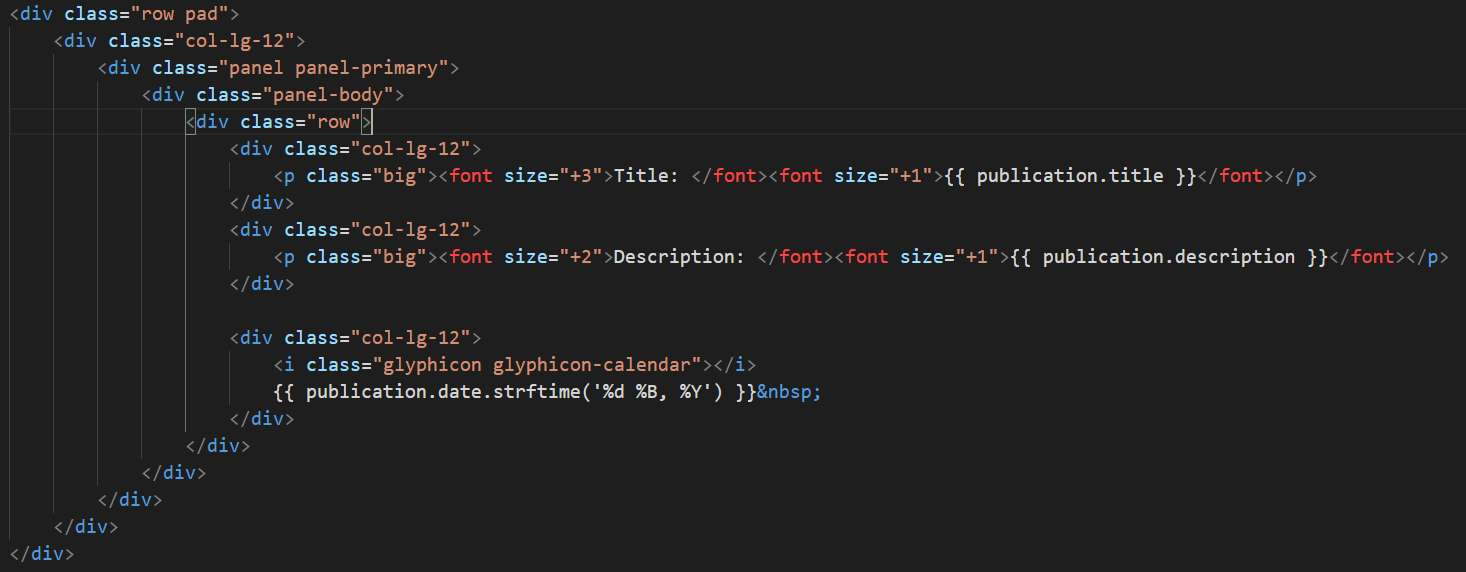 <div class="row pad">
    <div class="col-lg-12">
        <div class="panel panel-primary">
            <div class="panel-body">
                <div class="row">
                    <div class="col-lg-12">
                        <p class="big"><font size="+3">Title: </font><font size="+1">{{ publication.title }}</font></p>
                    </div>
                    <div class="col-lg-12">
                        <p class="big"><font size="+2">Description: </font><font size="+1">{{ publication.description }}</font></p>
                    </div>

                    <div class="col-lg-12">
                        <i class="glyphicon glyphicon-calendar"></i>
                        {{ publication.date.strftime('%d %B, %Y') }}&nbsp;
                    </div>
                </div>
            </div>
        </div>
    </div>
</div>